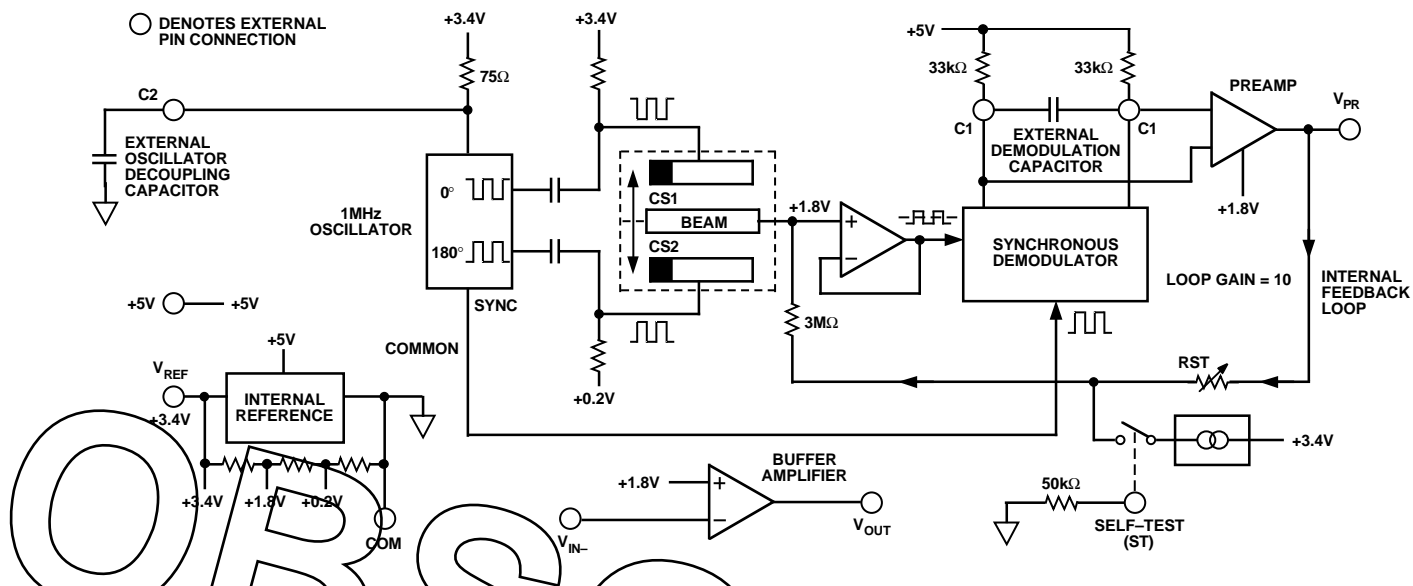 DENOTES EXTERNAL
PIN CONNECTION
+3.4V
+3.4V
+5V
75Ω
33kΩ
33kΩ
PREAMP
V_PR
C2
C1
C1
EXTERNAL
OSCILLATOR
DECOUPLING
CAPACITOR
EXTERNAL
DEMODULATION
CAPACITOR
0°
180°
1MHz
OSCILLATOR
SYNC
CS1
BEAM
CS2
+1.8V
+
−
+1.8V
SYNCHRONOUS
DEMODULATOR
LOOP GAIN = 10
INTERNAL
FEEDBACK
LOOP
+5V
+5V
COMMON
3MΩ
RST
+0.2V
+5V
V_REF
+3.4V
INTERNAL
REFERENCE
+3.4V
+1.8V
+0.2V
COM
+3.4V
BUFFER
AMPLIFIER
+1.8V
+
−
V_IN–
V_OUT
50kΩ
SELF–TEST
(ST)
OBSO